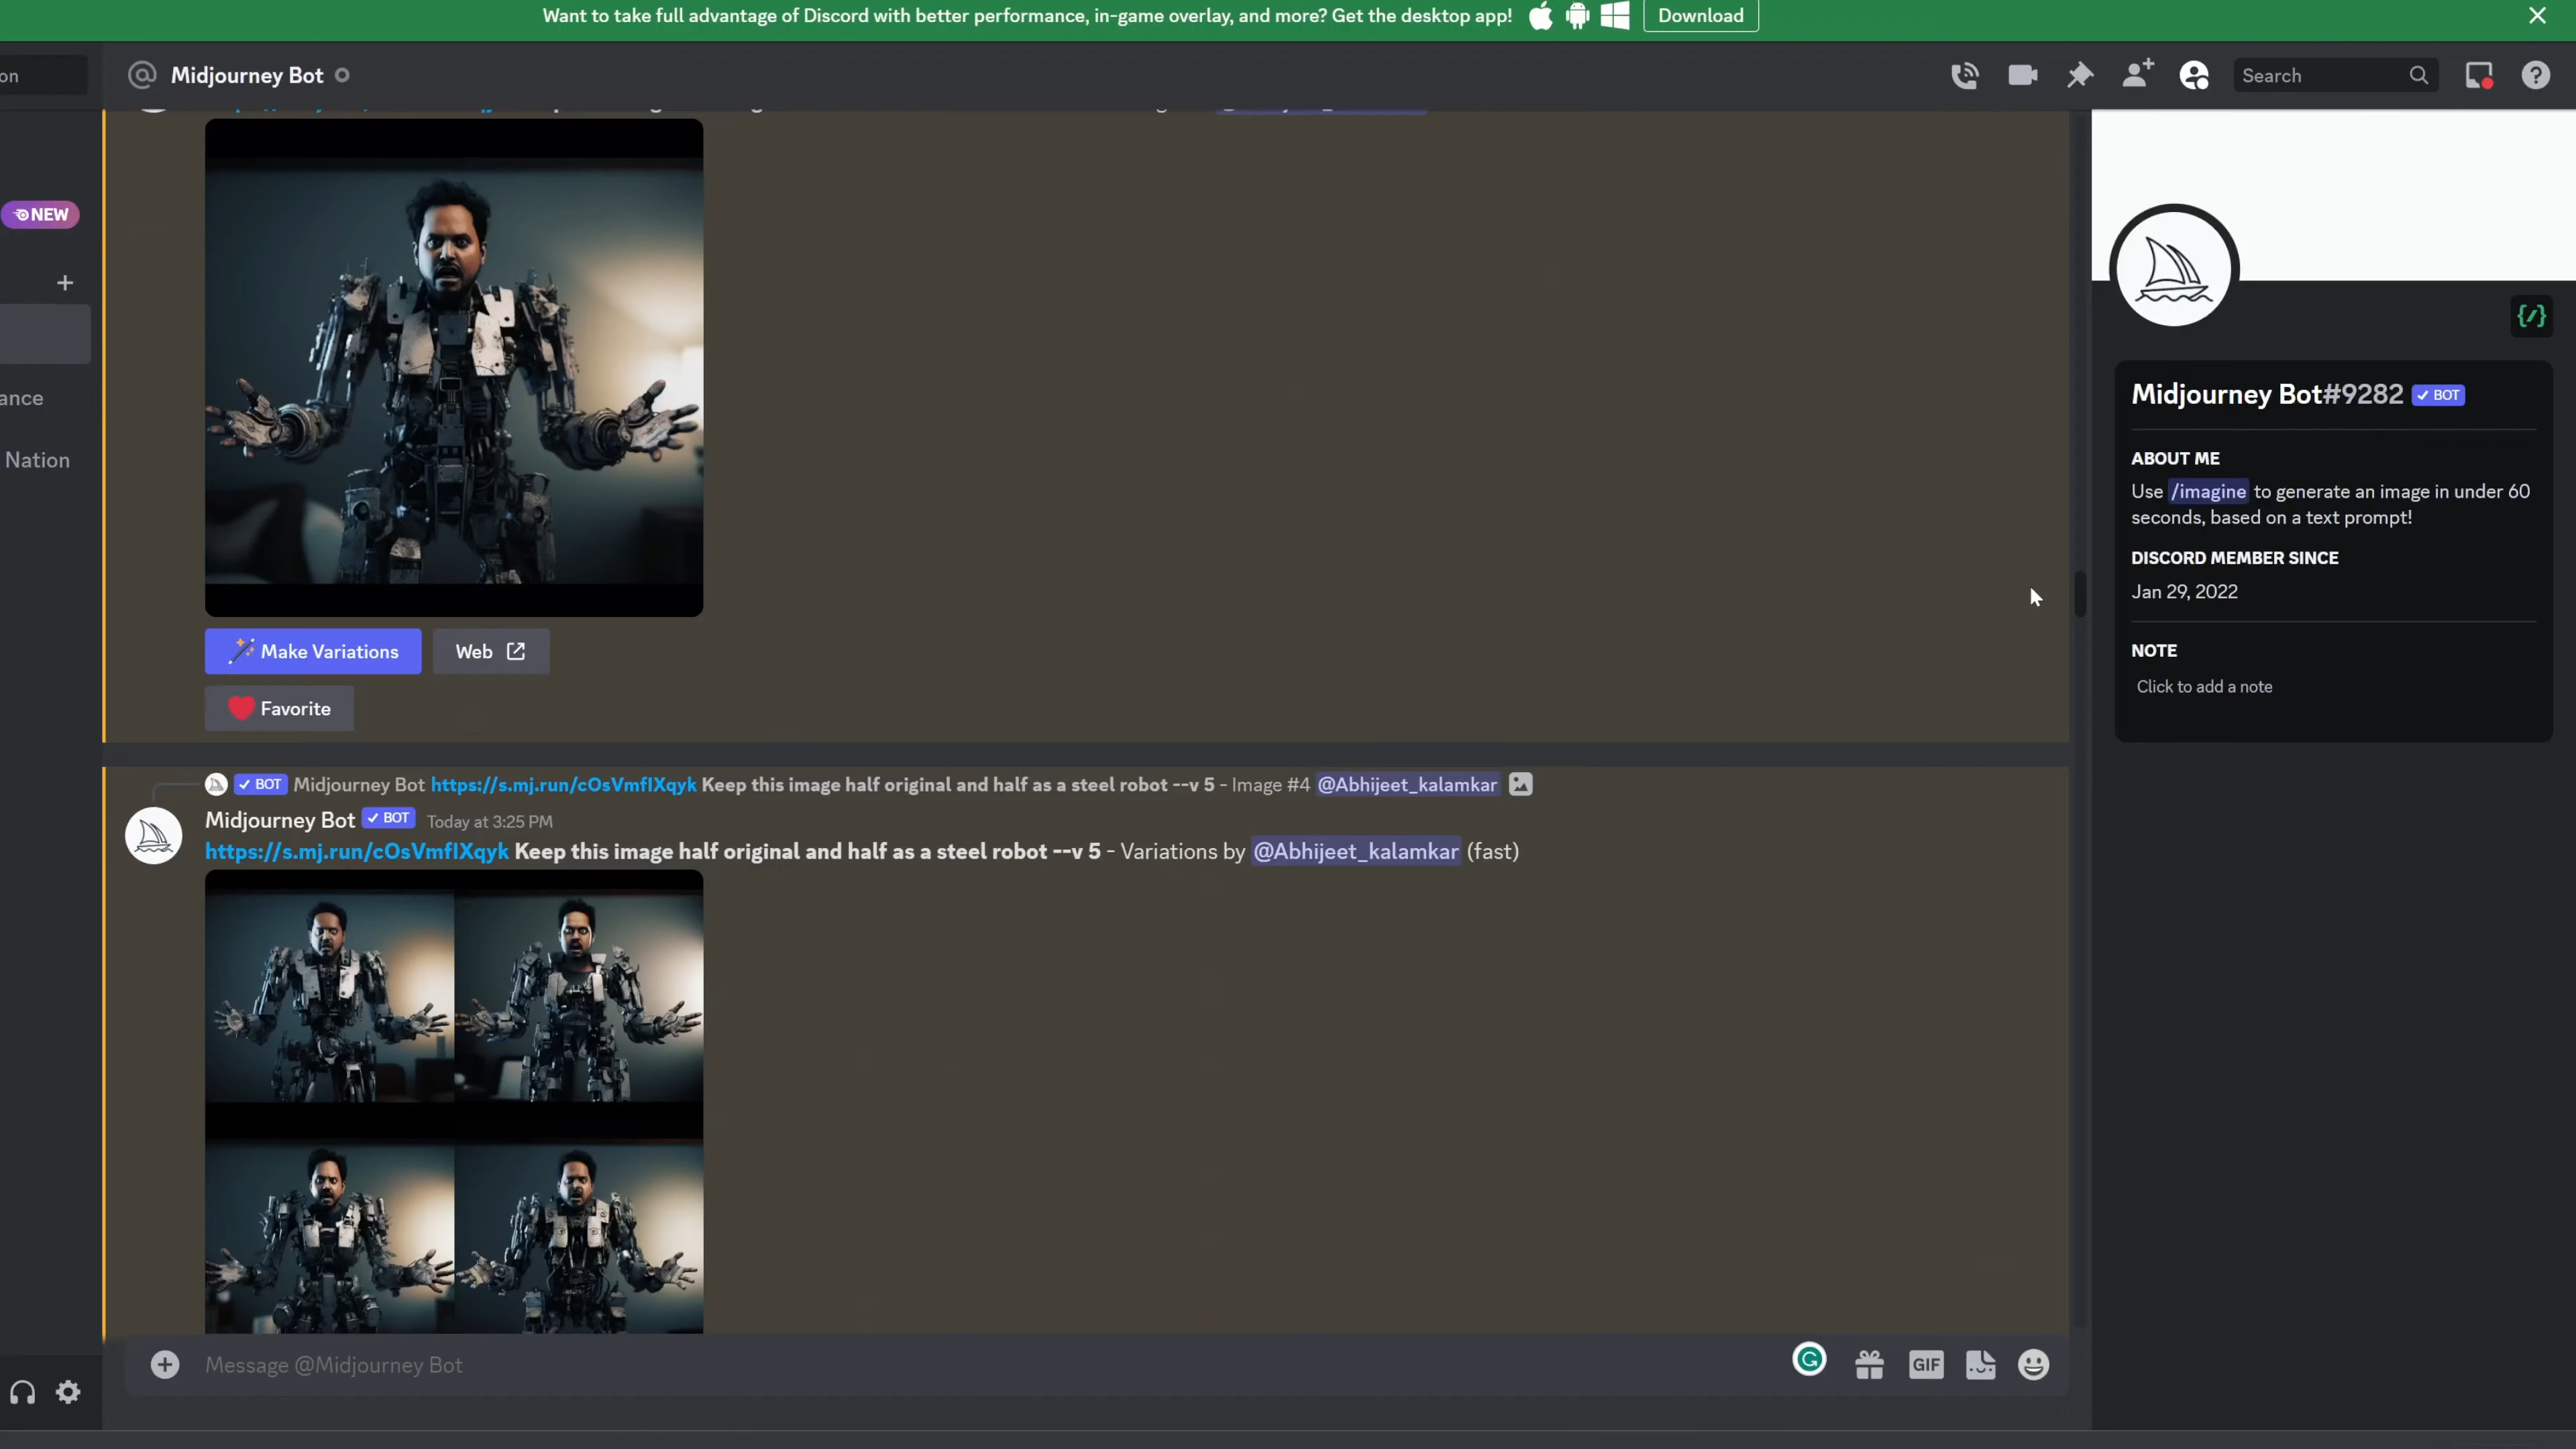 Want to take full advantage of Discord with better performance, in-game overlay, and more? Get the desktop app!
Download
on
Midjourney Bot
Search
NEW
ance
Nation
Make Variations
Web
Favorite
BOT Midjourney Bot https://s.mj.run/cOsVmflXqyk Keep this image half original and half as a steel robot --v 5 - Image #4 @Abhijeet_kalamkar
Midjourney Bot BOT Today at 3:25 PM
https://s.mj.run/cOsVmflXqyk Keep this image half original and half as a steel robot --v 5 - Variations by @Abhijeet_kalamkar (fast)
Message @Midjourney Bot
GIF
Midjourney Bot#9282 BOT
ABOUT ME
Use /imagine to generate an image in under 60
seconds, based on a text prompt!
DISCORD MEMBER SINCE
Jan 29, 2022
NOTE
Click to add a note